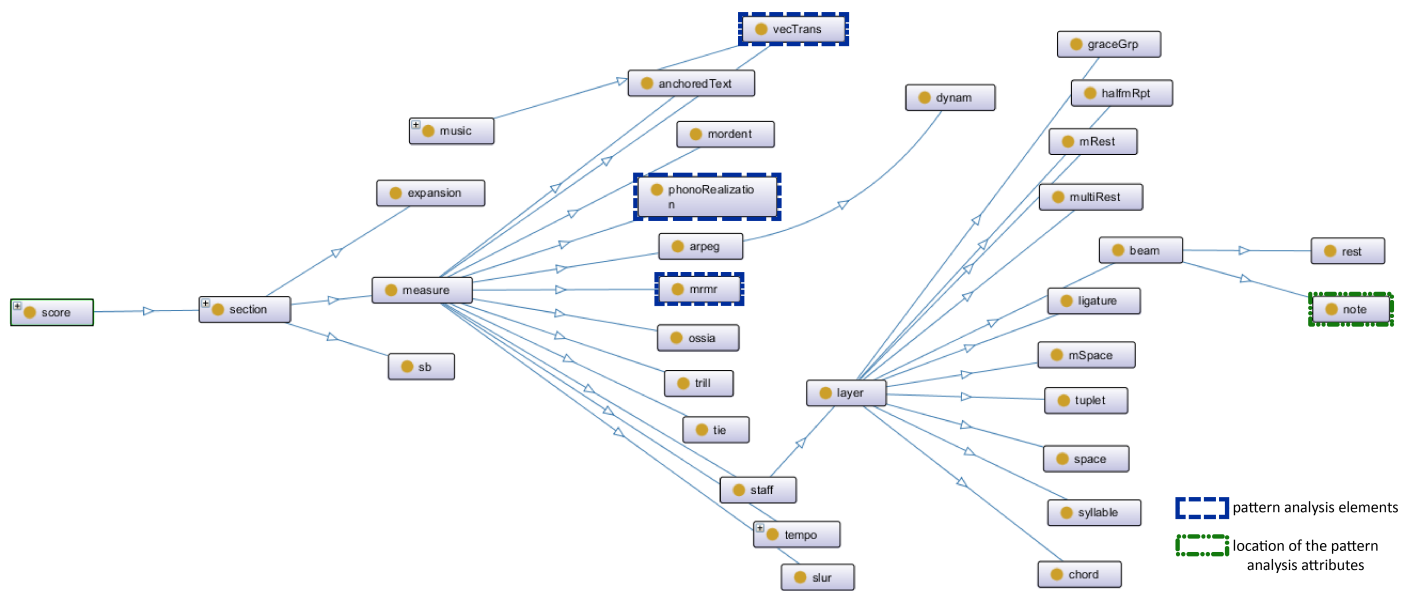 vecTrans
graceGrp
anchoredText
halfmRpt
dynam
music
mordent
mRest
expansion
phonoRealizatio
n
multiRest
arpeg
beam
rest
measure
mrmr
ligature
score
section
note
ossia
mSpace
sb
trill
layer
tuplet
tie
space
staff
syllable
pattern analysis elements
tempo
location of the pattern
analysis attributes
slur
chord